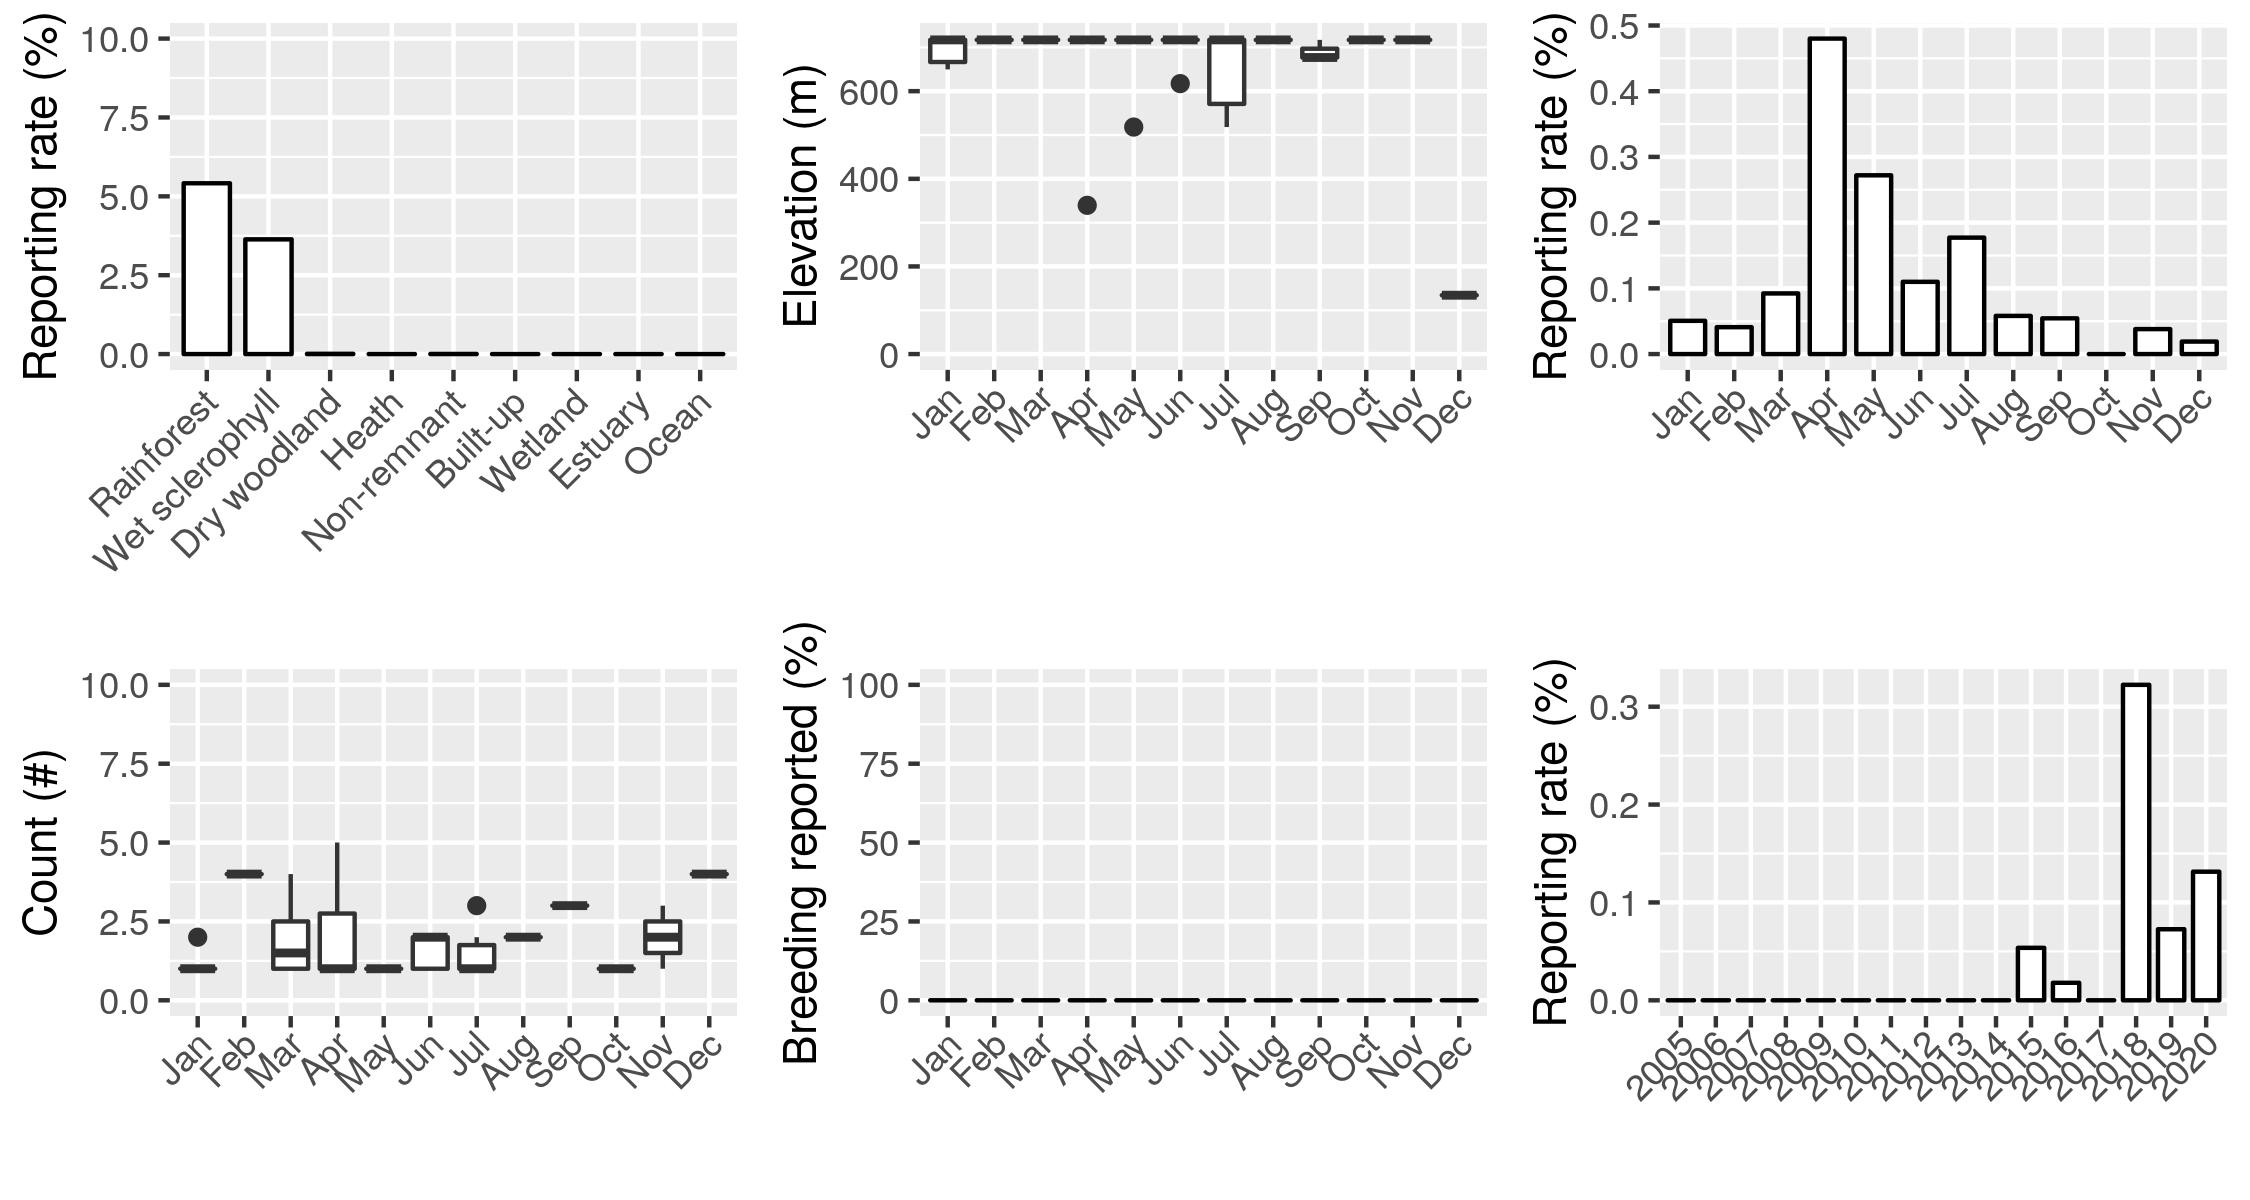 Reporting rate (%)
10.0
7.5
5.0
2.5
0.0
Rainforest
Wet sclerophyll
Dry woodland
Heath
Non-remnant
Built-up
Wetland
Estuary
Ocean
Elevation (m)
600
400
200
0
Jan
Feb
Mar
Apr
May
Jun
Jul
Aug
Sep
Oct
Nov
Dec
Reporting rate (%)
0.5
0.4
0.3
0.2
0.1
0.0
Jan
Feb
Mar
Apr
May
Jun
Jul
Aug
Sep
Oct
Nov
Dec
Count (#)
10.0
7.5
5.0
2.5
0.0
Jan
Feb
Mar
Apr
May
Jun
Jul
Aug
Sep
Oct
Nov
Dec
Breeding reported (%)
100
75
50
25
0
Jan
Feb
Mar
Apr
May
Jun
Jul
Aug
Sep
Oct
Nov
Dec
Reporting rate (%)
0.3
0.2
0.1
0.0
2005
2006
2007
2008
2009
2010
2011
2012
2013
2014
2015
2016
2017
2018
2019
2020